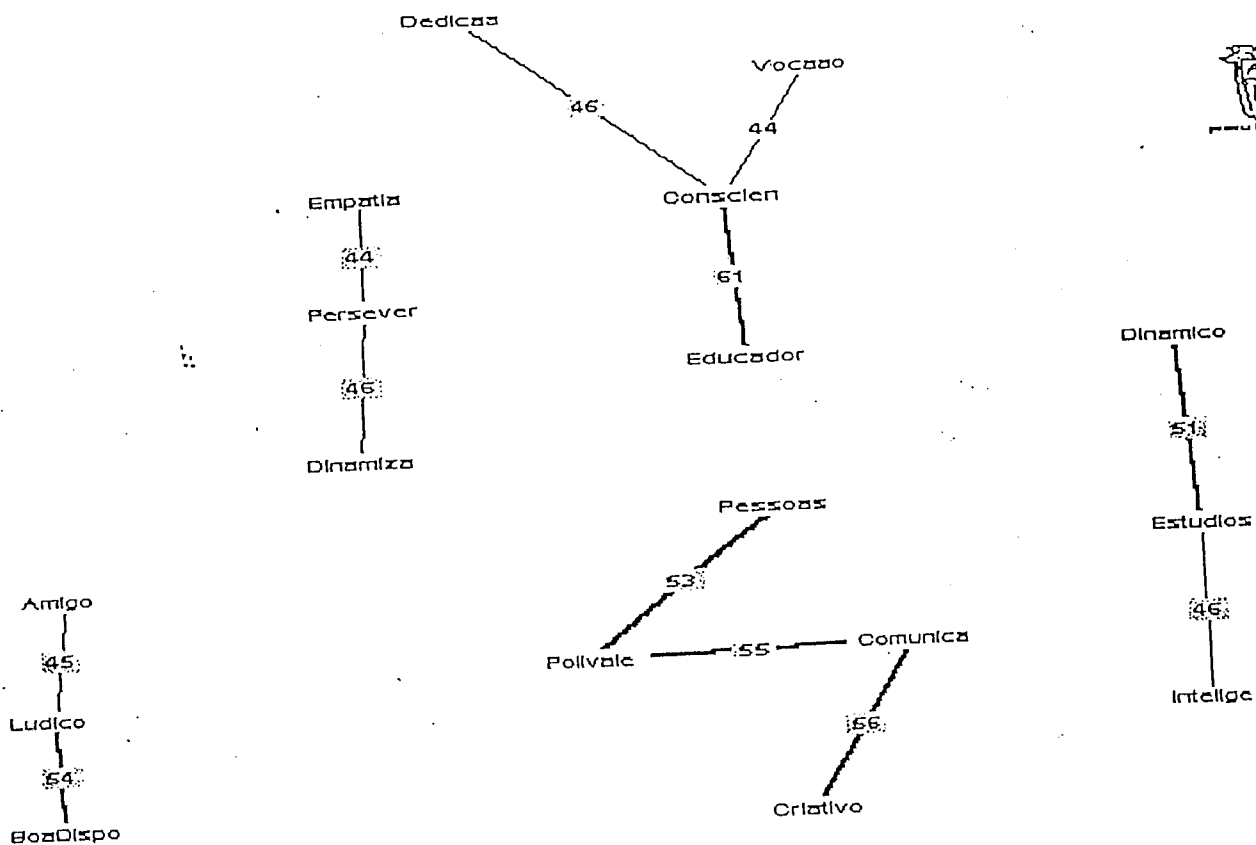 Dedicaa
Vocaao
46
44
Empatia
Conscien
44
61
Persever
Dinamico
Educador
46
51
Dinamiza
Pessoas
Estudios
53
Amigo
46
Comunica
55
Polivale
45
Intelige
Ludico
56
54
Criativo
BoaDispo